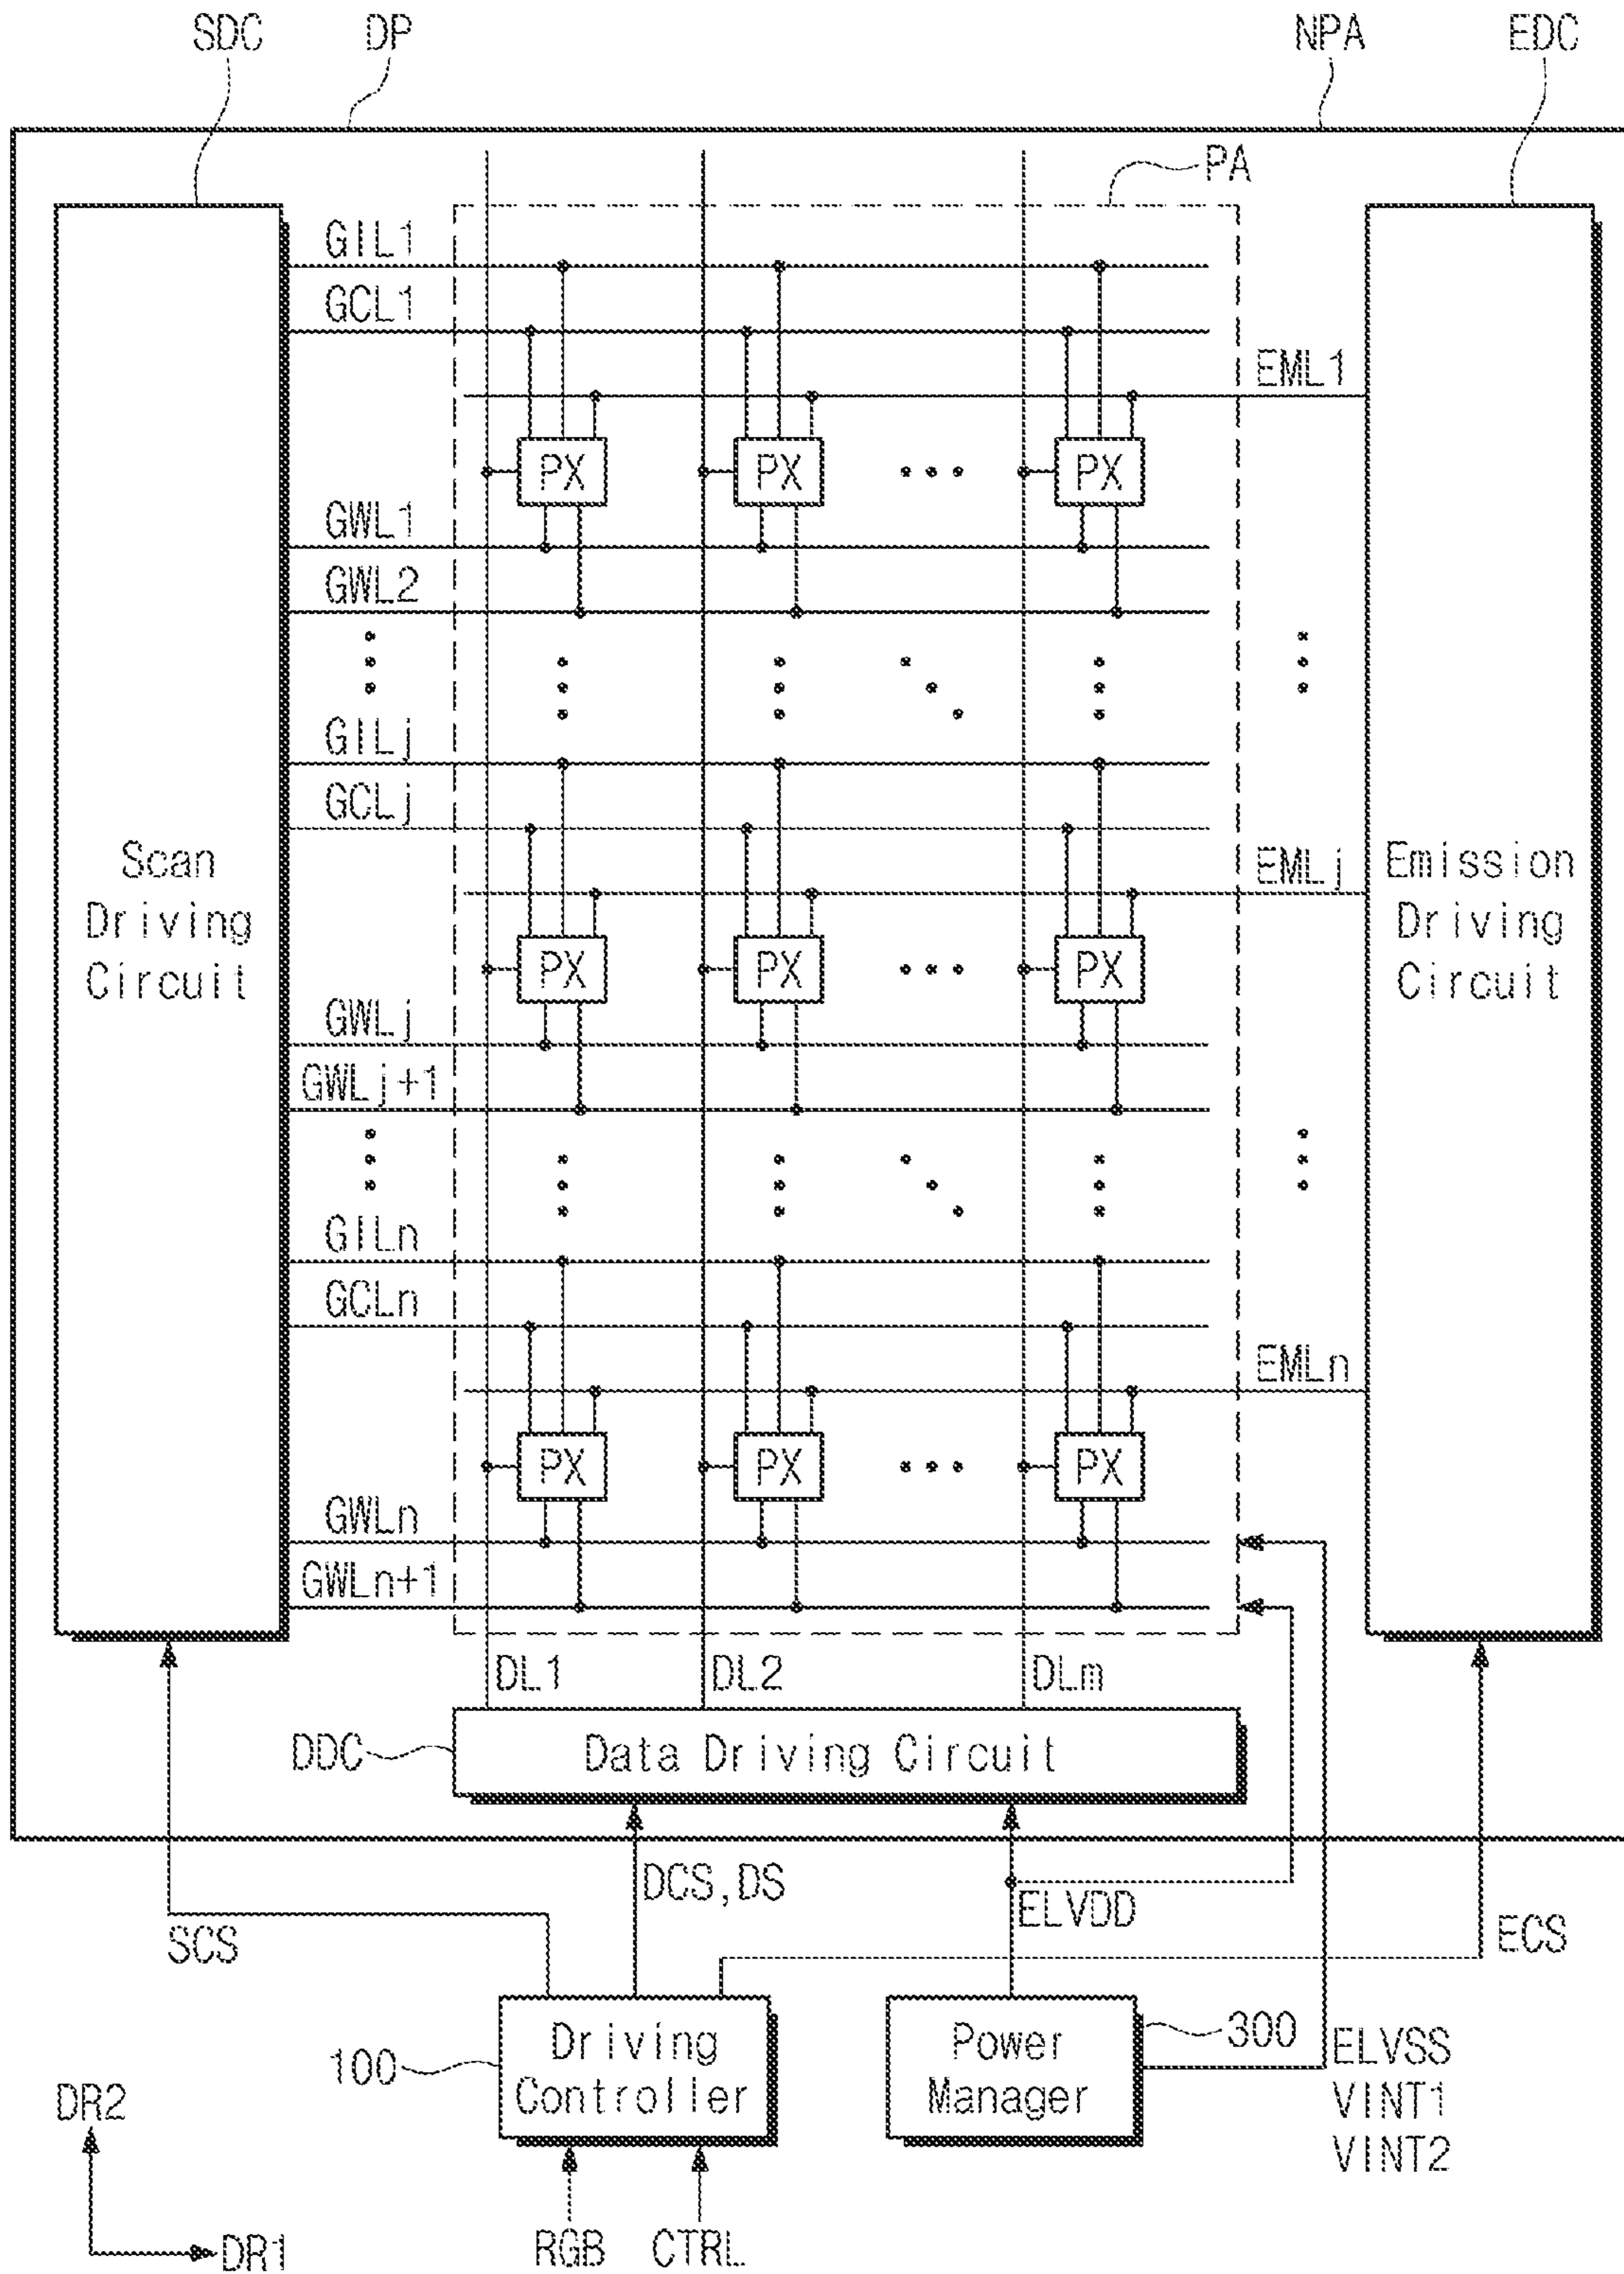 SDC DP NPA EDC
PA
GIL1
GCL1
EML1
PX PX PX
GWL1
GWL2
GILj
GCLj
Scan
Driving
Circuit
EMLj
Emission
Driving
Circuit
PX PX PX
GWLj
GWLj+1
GILn
GCLn
EMLn
PX PX PX
GWLn
GWLn+1
DL1 DL2 DLm
DDC Data Driving Circuit
DCS,DS
ELVDD
SCS ECS
100 Driving
Controller
Power
Manager
300
ELVSS
VINT1
VINT2
DR2
DR1
RGB CTRL